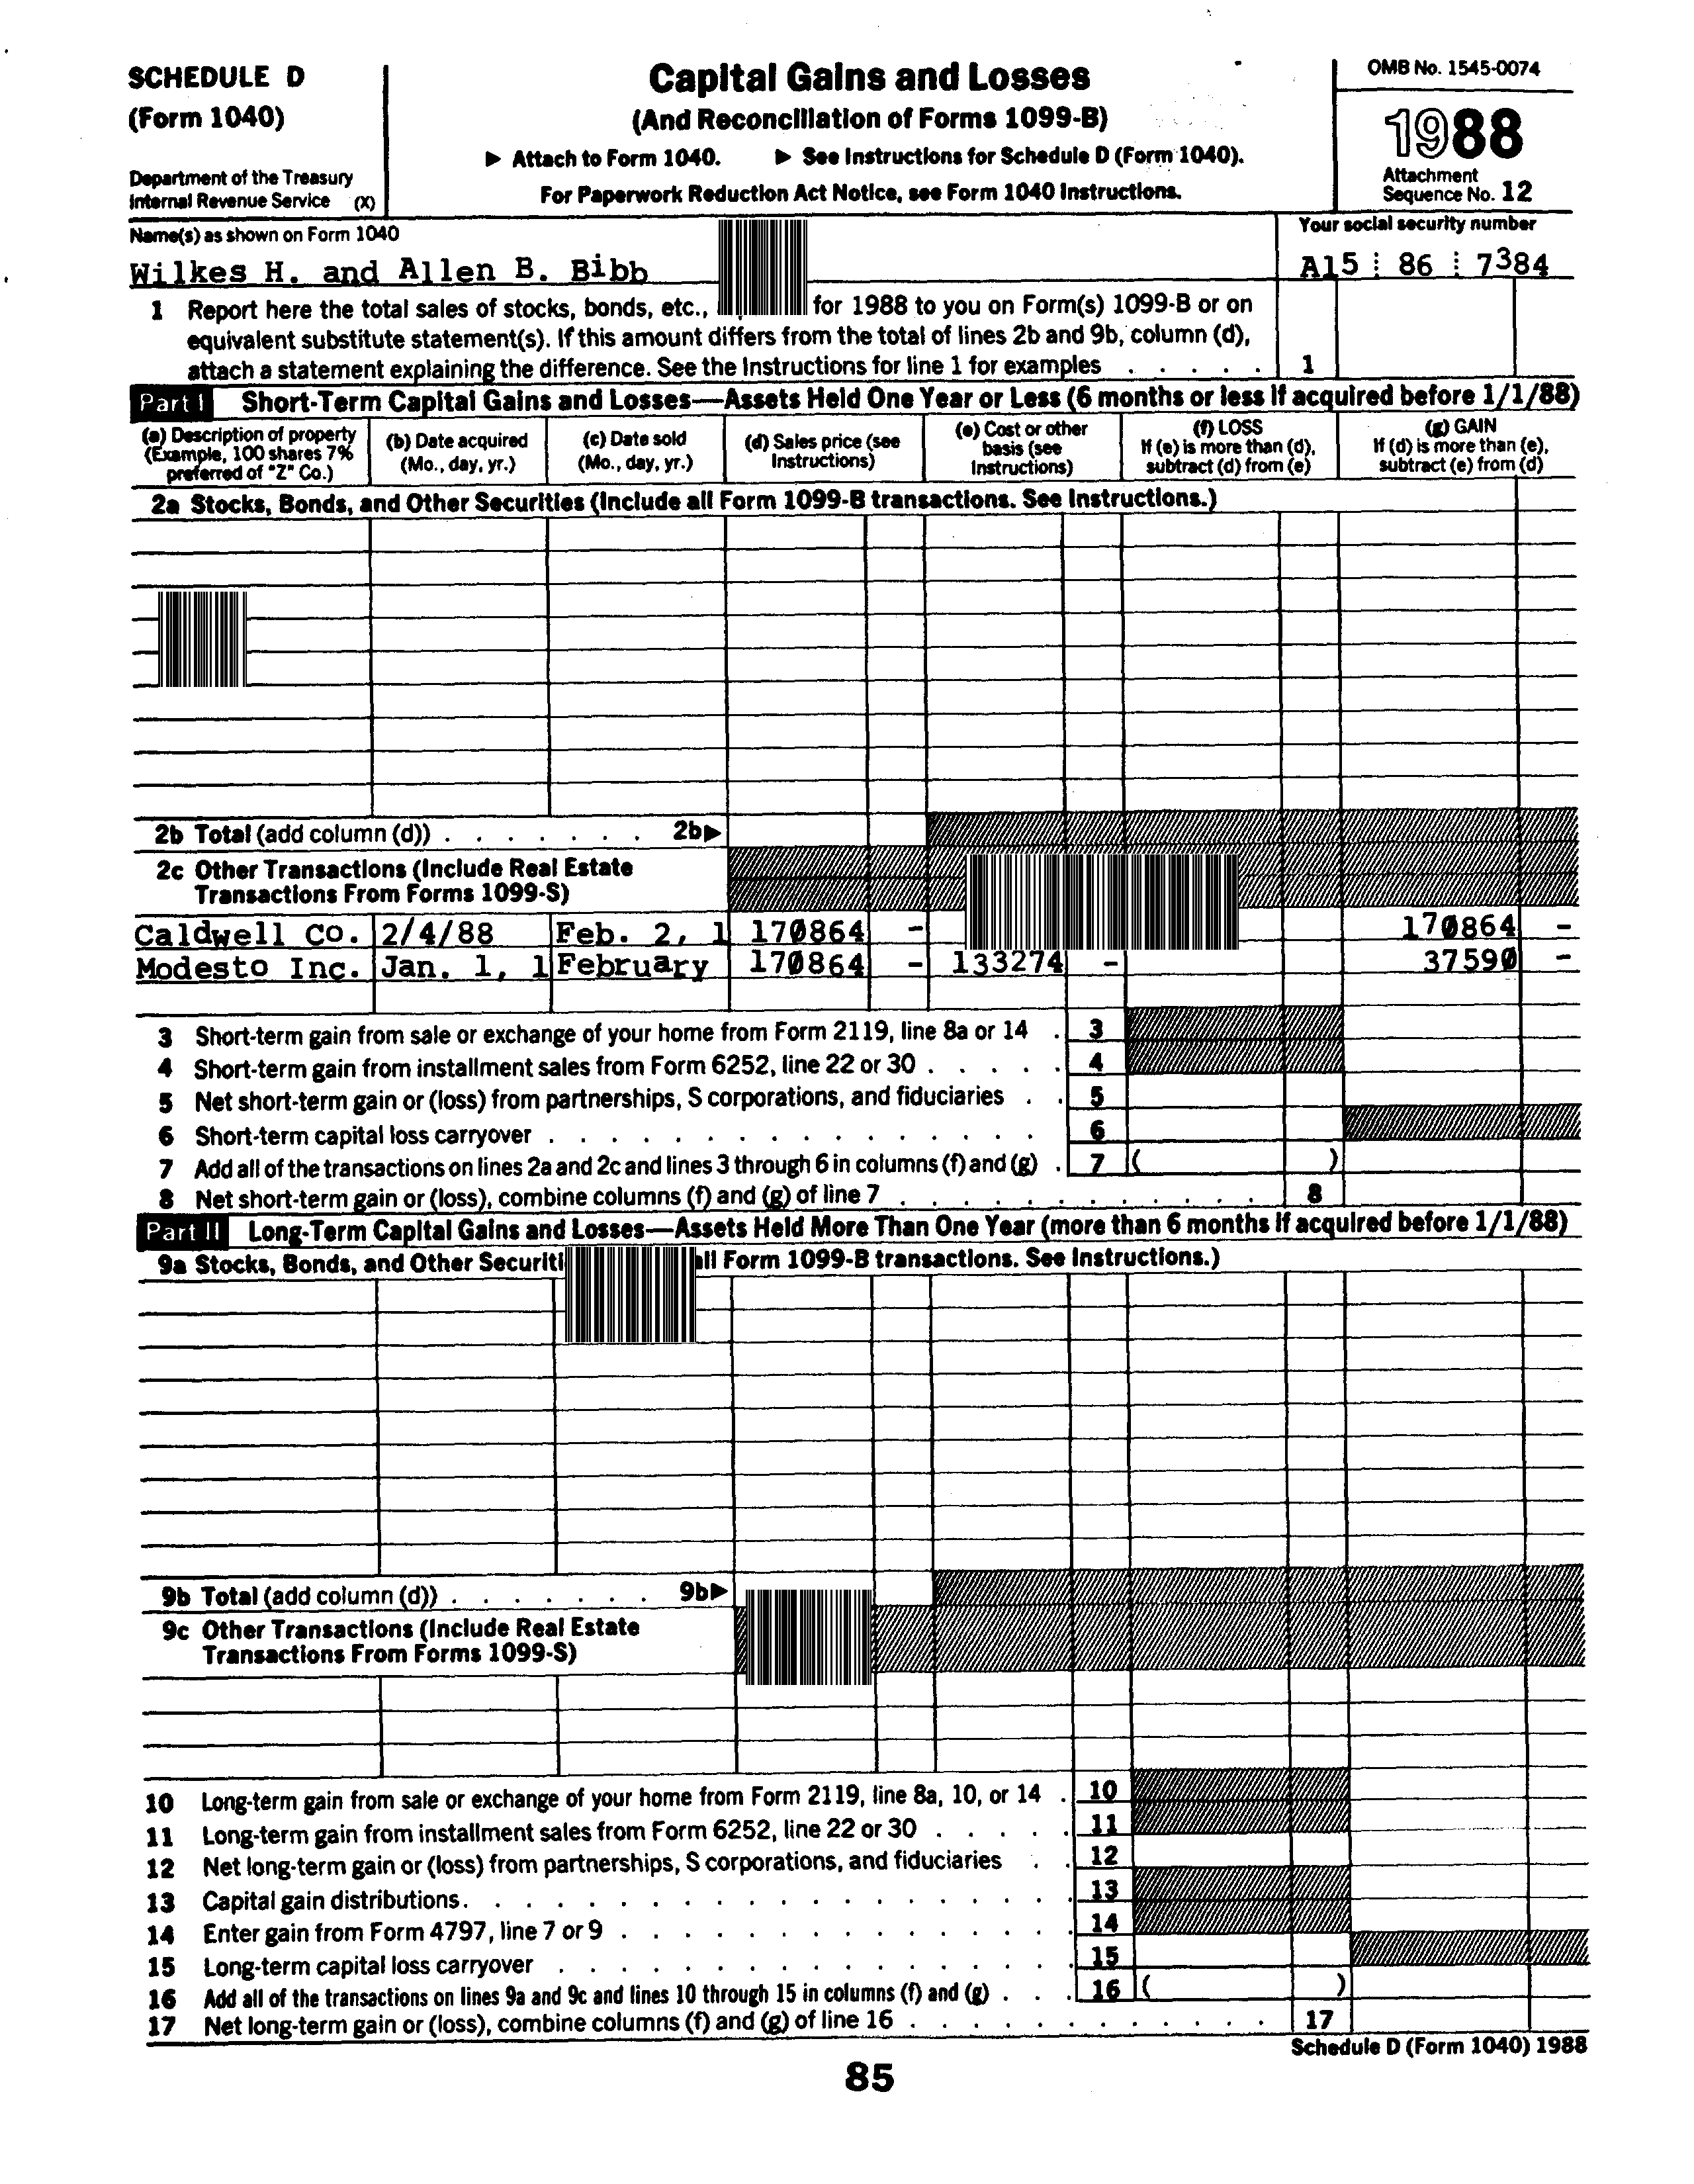 SCHEDULE D
(Form 1040)
Department of the Treasury
Internal Revenue Service (X)
Capital Gains and Losses
(And Reconciliation of Forms 1099-B)
▶ Attach to Form 1040. ▶ See Instructions for Schedule D (Form 1040).
For Paperwork Reduction Act Notice, see Form 1040 Instructions.
OMB No. 1545-0074
1988
Attachment
Sequence No. 12
Name(s) as shown on Form 1040
Your social security number
Wilkes H. and Allen B. Bibb
A15 86 7384
1 Report here the total sales of stocks, bonds, etc., for 1988 to you on Form(s) 1099-B or on
equivalent substitute statement(s). If this amount differs from the total of lines 2b and 9b, column (d),
attach a statement explaining the difference. See the Instructions for line 1 for examples . . . . . 1
Part I Short-Term Capital Gains and Losses—Assets Held One Year or Less (6 months or less if acquired before 1/1/88)
(a) Description of property
(Example, 100 shares 7%
preferred of "Z" Co.)
(b) Date acquired
(Mo., day, yr.)
(c) Date sold
(Mo., day, yr.)
(d) Sales price (see
Instructions)
(e) Cost or other
basis (see
Instructions)
(f) LOSS
If (e) is more than (d),
subtract (d) from (e)
(g) GAIN
If (d) is more than (e),
subtract (e) from (d)
2a Stocks, Bonds, and Other Securities (Include all Form 1099-B transactions. See Instructions.)
2b Total (add column (d)) . . . . . . . 2b▶
2c Other Transactions (Include Real Estate
Transactions From Forms 1099-S)
Caldwell Co. 2/4/88 Feb. 2, 1 170864 - 170864 -
Modesto Inc. Jan. 1, 1 February 170864 - 133274 - 37590 -
3 Short-term gain from sale or exchange of your home from Form 2119, line 8a or 14 . 3
4 Short-term gain from installment sales from Form 6252, line 22 or 30 . . . . . 4
5 Net short-term gain or (loss) from partnerships, S corporations, and fiduciaries . . 5
6 Short-term capital loss carryover . . . . . . . . . . . . . . . . 6
7 Add all of the transactions on lines 2a and 2c and lines 3 through 6 in columns (f) and (g) . 7 ( )
8 Net short-term gain or (loss), combine columns (f) and (g) of line 7 . . . . . . . . . . . . 8
Part II Long-Term Capital Gains and Losses—Assets Held More Than One Year (more than 6 months if acquired before 1/1/88)
9a Stocks, Bonds, and Other Securiti all Form 1099-B transactions. See Instructions.)
9b Total (add column (d)) . . . . . . . 9b▶
9c Other Transactions (Include Real Estate
Transactions From Forms 1099-S)
10 Long-term gain from sale or exchange of your home from Form 2119, line 8a, 10, or 14 . 10
11 Long-term gain from installment sales from Form 6252, line 22 or 30 . . . . . 11
12 Net long-term gain or (loss) from partnerships, S corporations, and fiduciaries . . 12
13 Capital gain distributions. . . . . . . . . . . . . . . . . . . 13
14 Enter gain from Form 4797, line 7 or 9 . . . . . . . . . . . . . . 14
15 Long-term capital loss carryover . . . . . . . . . . . . . . . . 15
16 Add all of the transactions on lines 9a and 9c and lines 10 through 15 in columns (f) and (g) . . . 16 ( )
17 Net long-term gain or (loss), combine columns (f) and (g) of line 16 . . . . . . . . . . . . 17
Schedule D (Form 1040) 1988
85